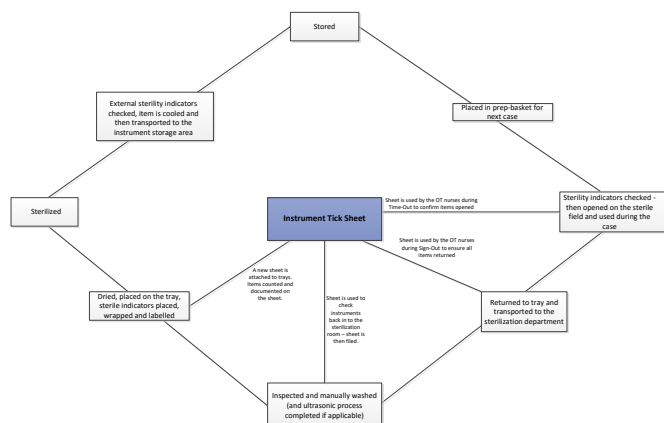 Stored
External sterility indicators
checked, item is cooled and
then transported to the
instrument storage area
Placed in prep-basket for
next case
Sterilized
Instrument Tick Sheet
Sheet is used by the OT nurses during
Time-Out to confirm items opened
Sterility indicators checked -
then opened on the sterile
field and used during the
case
Sheet is used by the OT nurses
during Sign-Out to ensure all
items returned
A new sheet is
attached to trays.
Items counted and
documented on
the sheet.
Sheet is used to
check
instruments
back in to the
sterilization
room – sheet is
then filed.
Dried, placed on the tray,
sterile indicators placed,
wrapped and labelled
Returned to tray and
transported to the
sterilization department
Inspected and manually washed
(and ultrasonic process
completed if applicable)